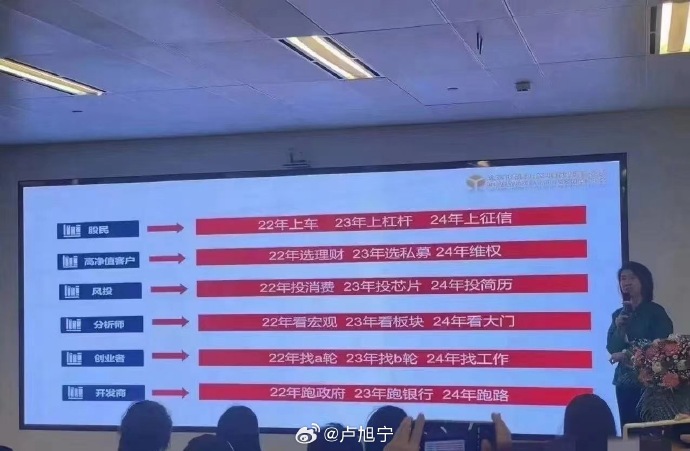 股民
22年上车 23年上杠杆 24年上征信
高净值客户
22年选理财 23年选私募 24年维权
风投
22年投消费 23年投芯片 24年投简历
分析师
22年看宏观 23年看板块 24年看大门
创业者
22年找a轮 23年找b轮 24年找工作
开发商
22年跑政府 23年跑银行 24年跑路
@卢旭宁